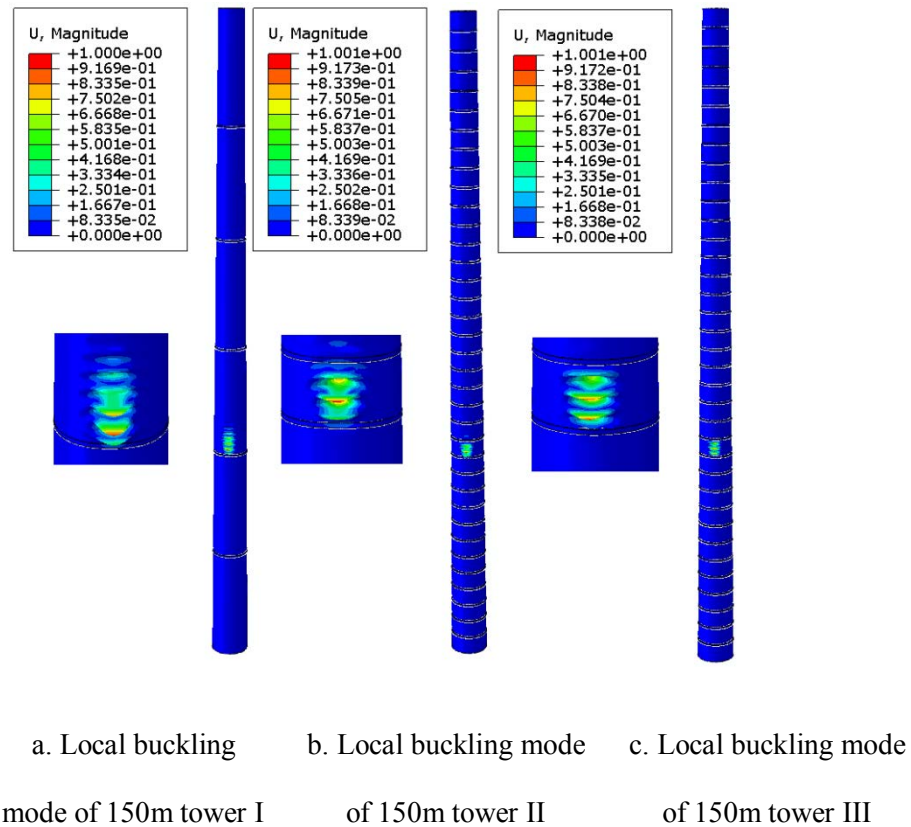 U, Magnitude
+1.000e+00
+9.169e-01
+8.335e-01
+7.502e-01
+6.668e-01
+5.835e-01
+5.001e-01
+4.168e-01
+3.334e-01
+2.501e-01
+1.667e-01
+8.335e-02
+0.000e+00
U, Magnitude
+1.001e+00
+9.173e-01
+8.339e-01
+7.505e-01
+6.671e-01
+5.837e-01
+5.003e-01
+4.169e-01
+3.336e-01
+2.502e-01
+1.668e-01
+8.339e-02
+0.000e+00
U, Magnitude
+1.001e+00
+9.172e-01
+8.338e-01
+7.504e-01
+6.670e-01
+5.837e-01
+5.003e-01
+4.169e-01
+3.335e-01
+2.501e-01
+1.668e-01
+8.338e-02
+0.000e+00
a. Local buckling
mode of 150m tower I
b. Local buckling mode
of 150m tower II
c. Local buckling mode
of 150m tower III